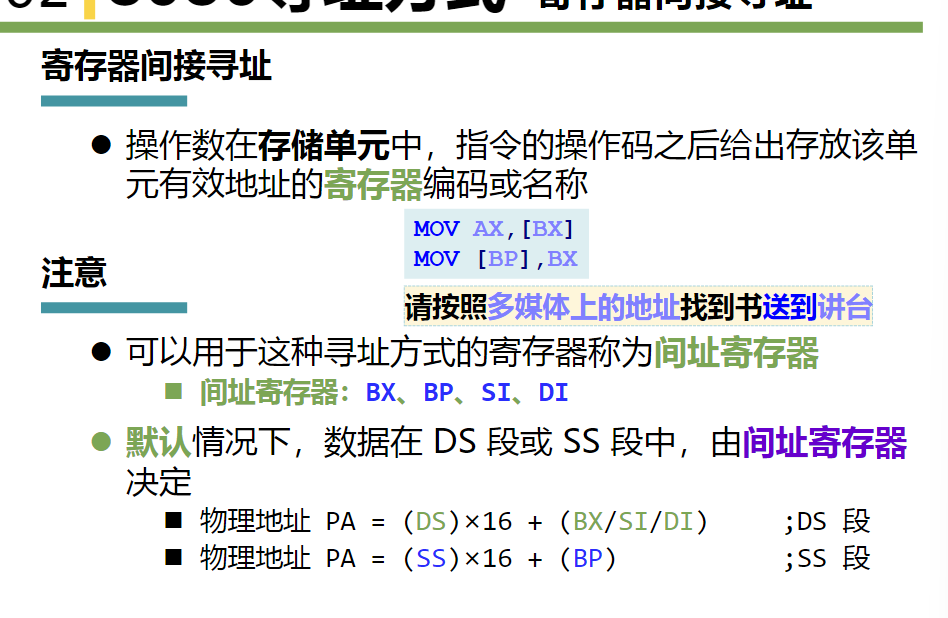 寄存器间接寻址
寄存器间接寻址
● 操作数在存储单元中，指令的操作码之后给出存放该单
元有效地址的寄存器编码或名称
MOV AX,[BX]
MOV [BP],BX
注意
请按照多媒体上的地址找到书送到讲台
● 可以用于这种寻址方式的寄存器称为间址寄存器
■ 间址寄存器：BX、BP、SI、DI
● 默认情况下，数据在 DS 段或 SS 段中，由间址寄存器
决定
■ 物理地址 PA = (DS)×16 + (BX/SI/DI) ;DS 段
■ 物理地址 PA = (SS)×16 + (BP) ;SS 段